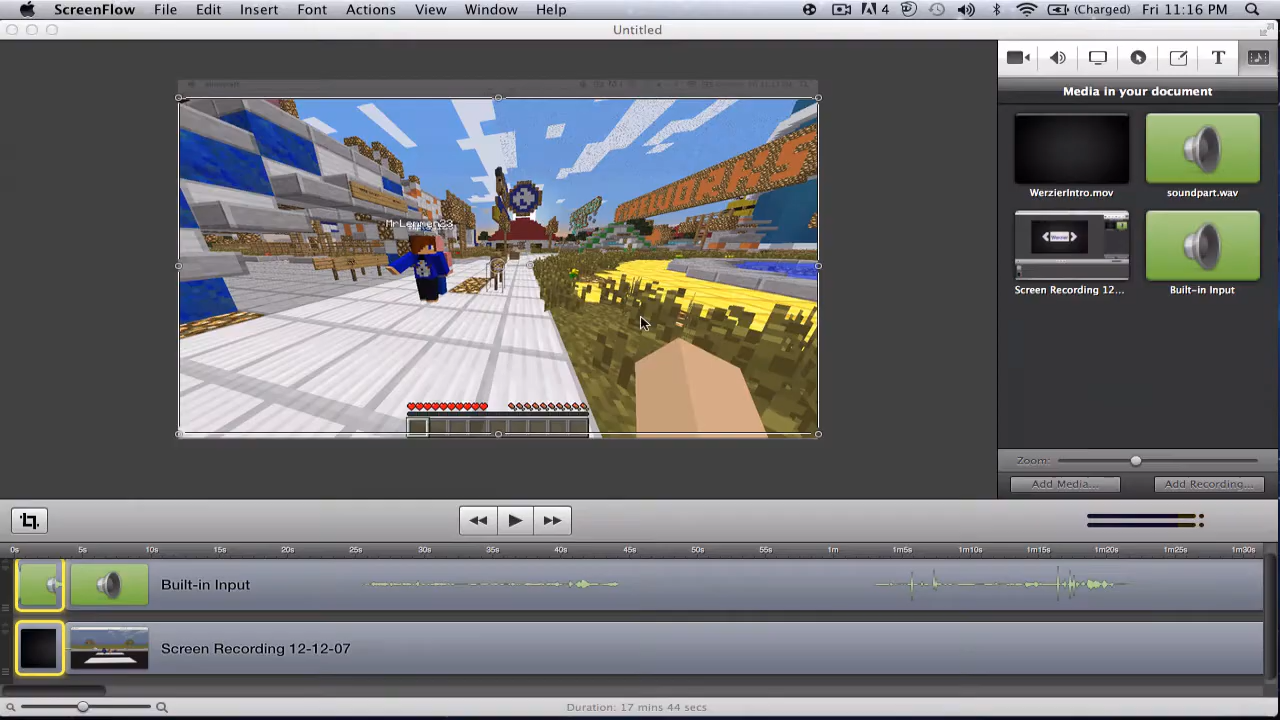 ScreenFlow File Edit Insert Font Actions View Window Help 4 (Charged) Fri 11:16 PM
Untitled
T
Media in your document
WerzierIntro.mov soundpart.wav
Screen Recording 12... Built-in Input
MrLemmen23
Zoom:
Add Media... Add Recording...
0s 5s 10s 15s 20s 25s 30s 35s 40s 45s 50s 55s 1m 1m5s 1m10s 1m15s 1m20s 1m25s 1m30s
Built-in Input
Screen Recording 12-12-07
Duration: 17 mins 44 secs